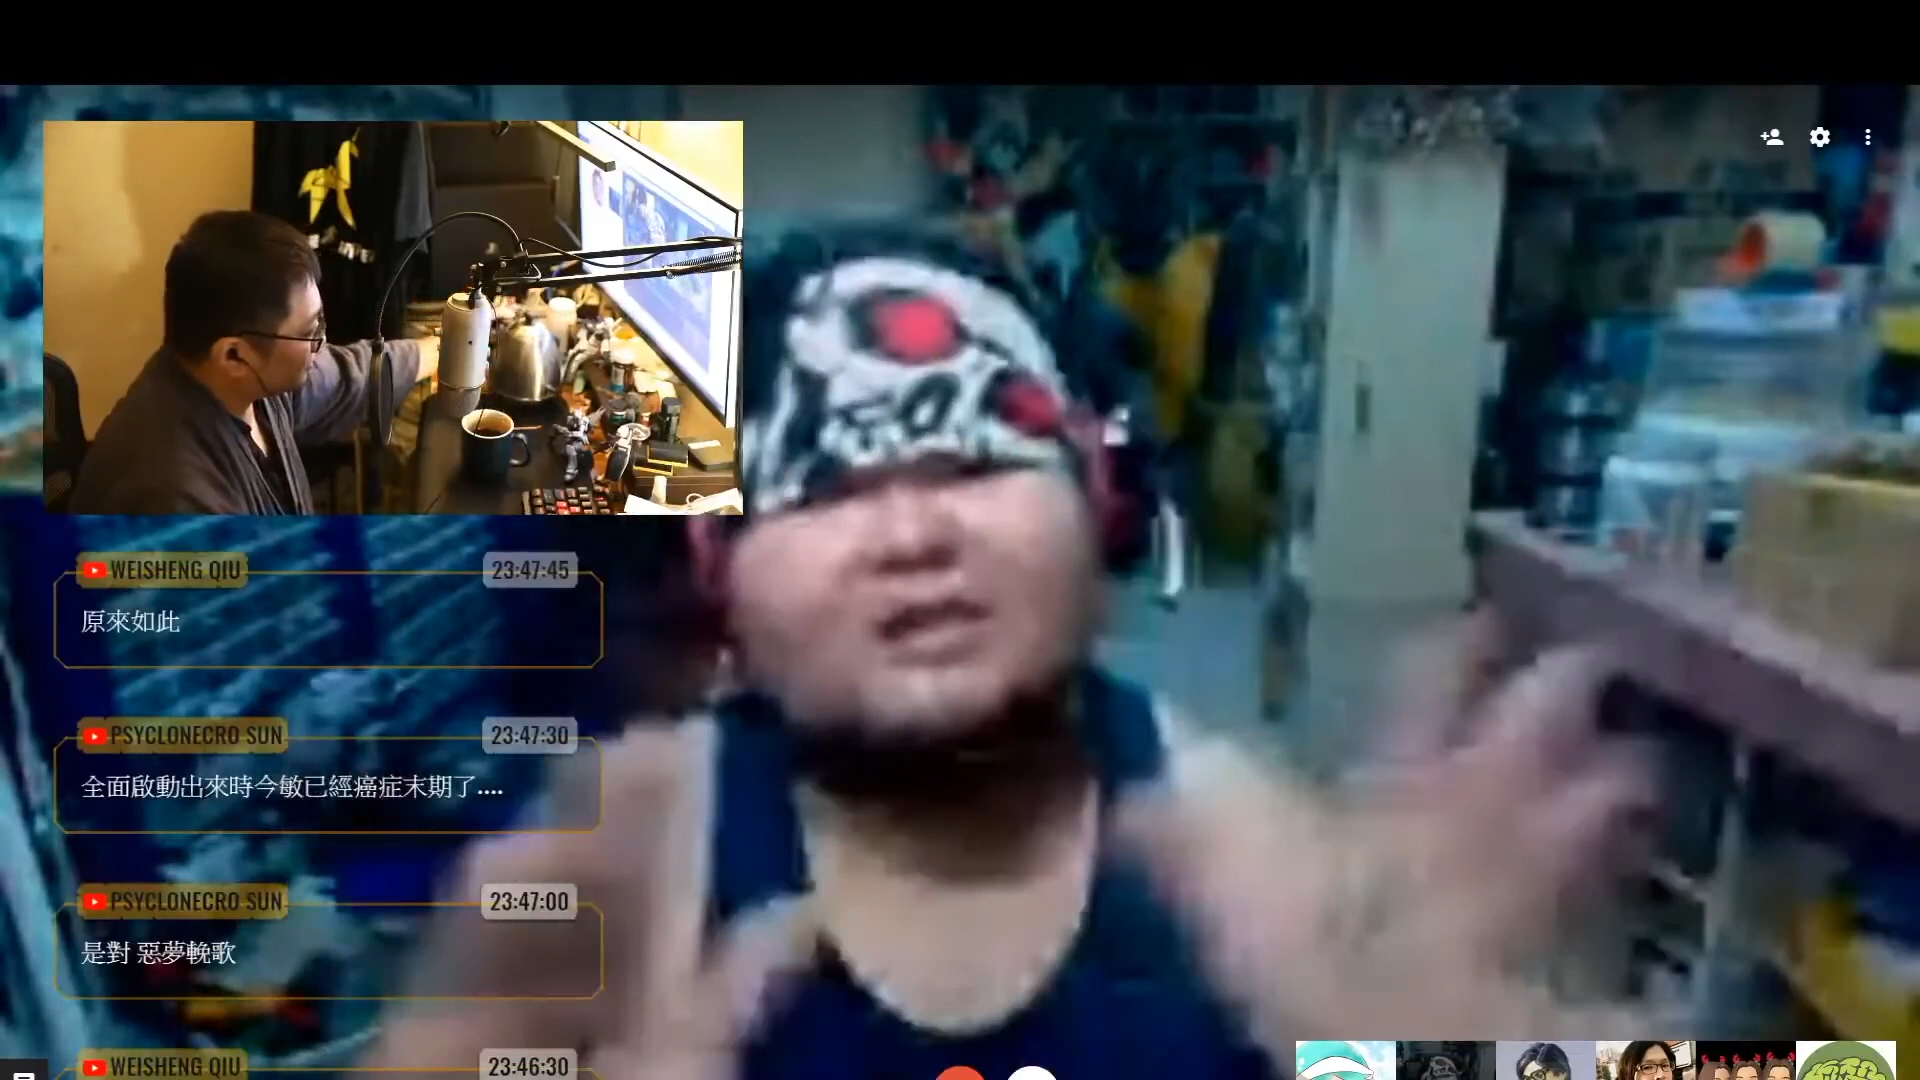 WEISHENG QIU
23:47:45
原來如此
PSYCLONECRO SUN
23:47:30
全面啟動出來時今敏已經癌症末期了....
PSYCLONECRO SUN
23:47:00
是對 惡夢輓歌
WEISHENG QIU
23:46:30